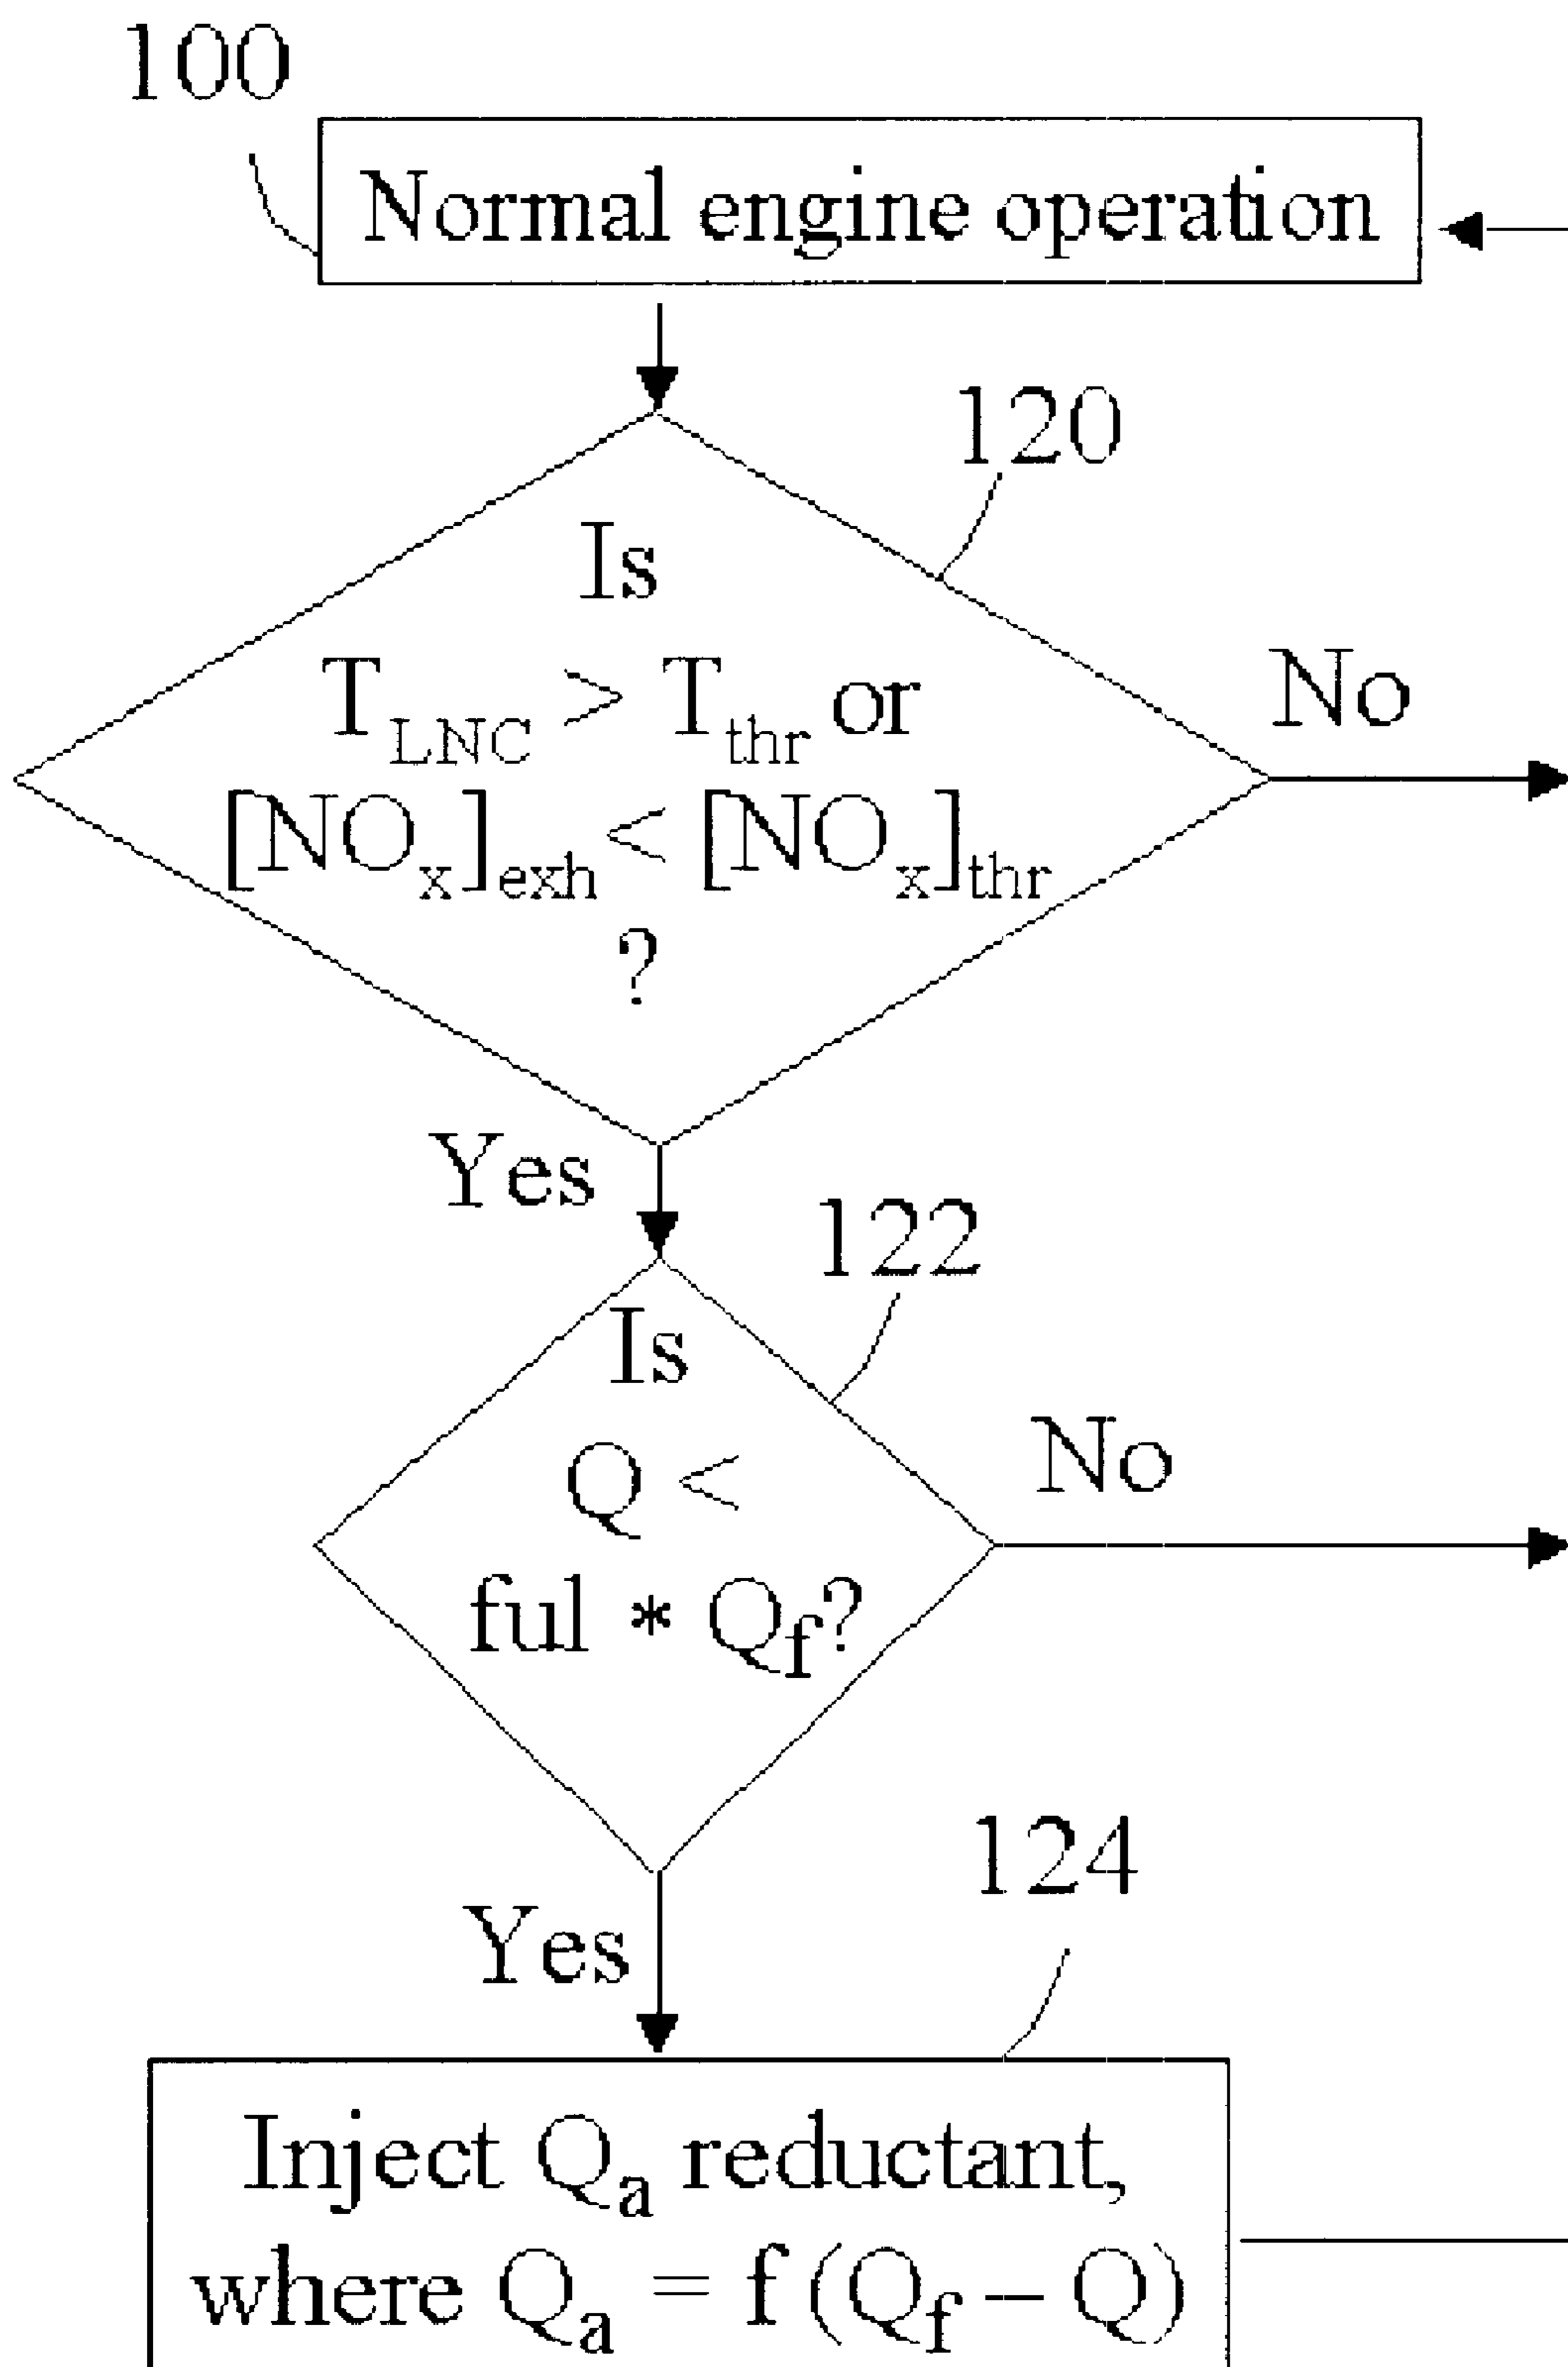 100
Normal engine operation
120
Is
T_LNC > T_thr or
[NO_x]_exh < [NO_x]_thr
?
No
Yes
122
Is
Q <
ful * Q_f?
No
Yes
124
Inject Q_a reductant,
where Q_a = f (Q_f – Q)